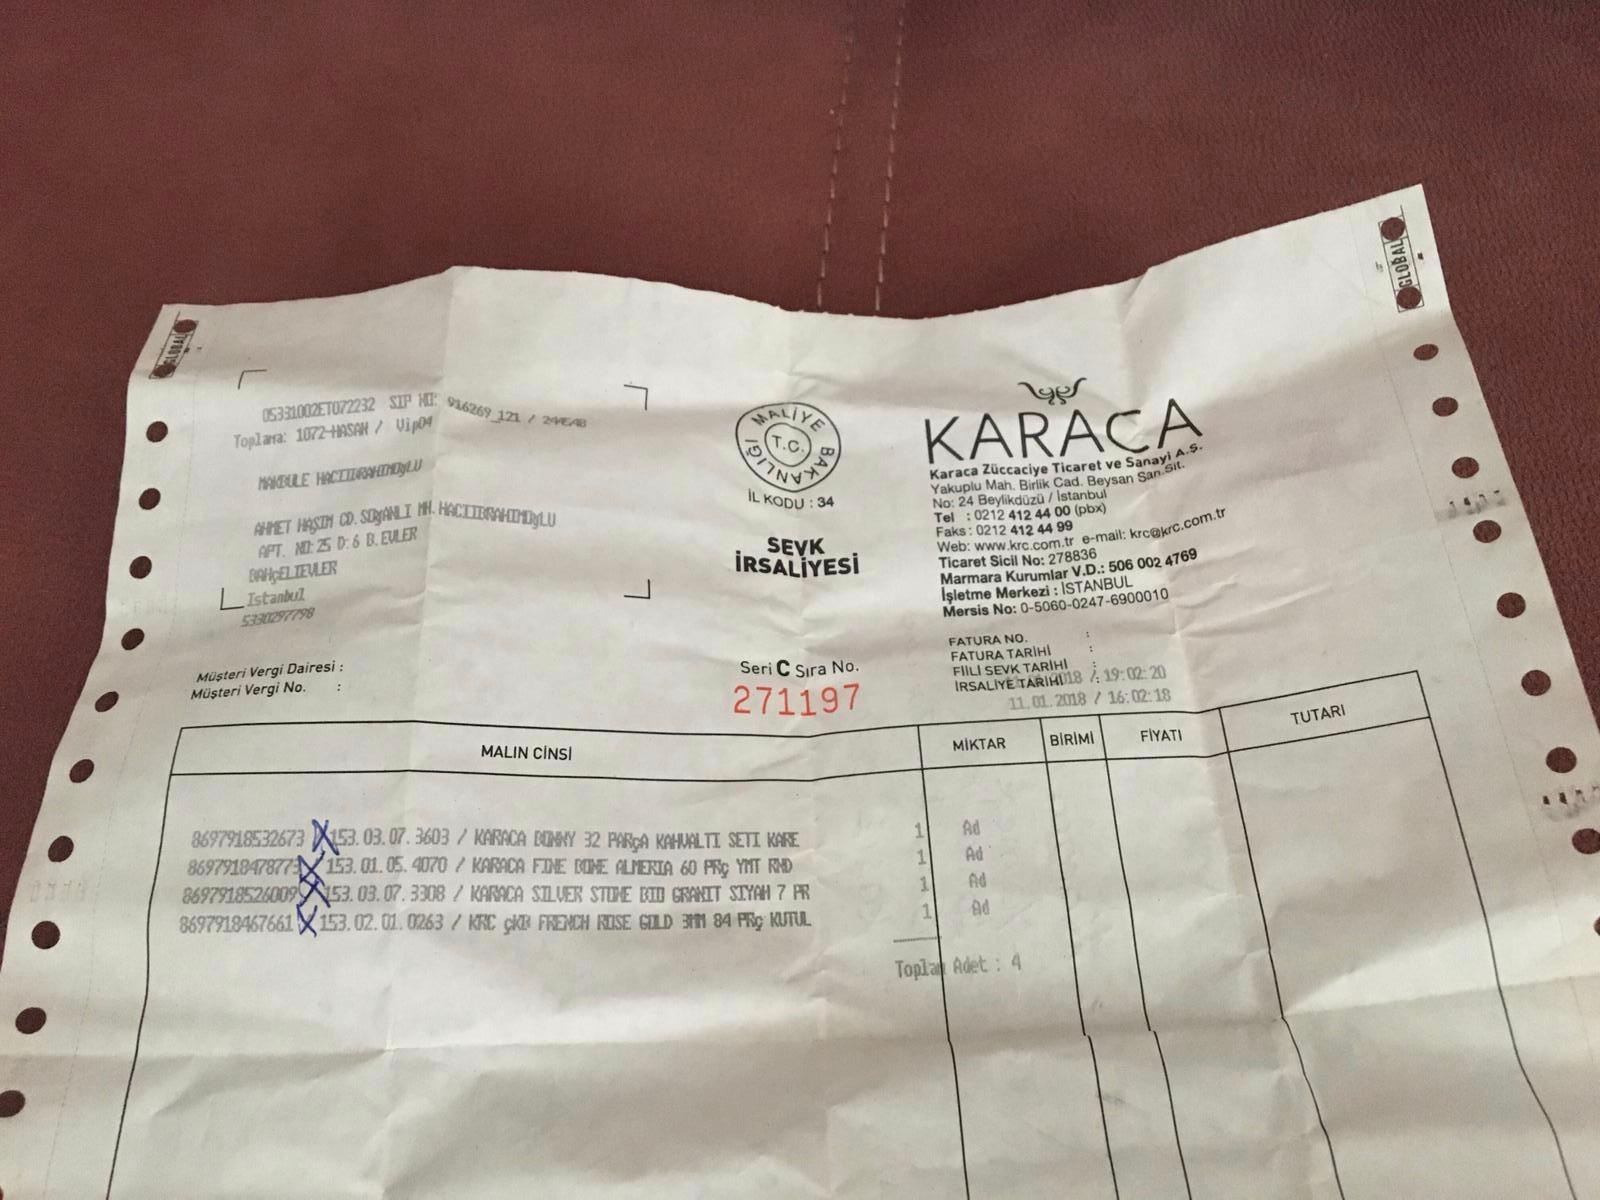 GLOBAL
GLOBAL
05331002ET072232 SIP NO: 916269_121 /
Toplama: 1072-HASAN / Vip04
MAKBULE HACIIBRAHIMOğLU
AHMET HAŞIM CD. SOğANLI MH. HACIIBRAHIMOğLU
APT. NO:25 D:6 B.EVLER
BAHçELIEVLER
Istanbul
5330297798
Müşteri Vergi Dairesi :
Müşteri Vergi No. :
MALİYE BAKANLIĞI
T.C.
İL KODU : 34
SEVK
İRSALİYESİ
Seri C Sıra No.
271197
KARACA
Karaca Züccaciye Ticaret ve Sanayi A.Ş.
Yakuplu Mah. Birlik Cad. Beysan San.Sit.
No: 24 Beylikdüzü / İstanbul
Tel : 0212 412 44 00 (pbx)
Faks : 0212 412 44 99
Web: www.krc.com.tr e-mail: krc@krc.com.tr
Ticaret Sicil No: 278836
Marmara Kurumlar V.D.: 506 002 4769
İşletme Merkezi : İSTANBUL
Mersis No: 0-5060-0247-6900010
FATURA NO. :
FATURA TARİHİ :
FİİLİ SEVK TARİHİ :
İRSALİYE TARİHİ : 2018 / 19:02:20
11.01.2018 / 16:02:18
MALIN CİNSİ MİKTAR BİRİMİ FİYATI TUTARI
8697918532673 153.03.07.3603 / KARACA BONNY 32 PARçA KAHVALTI SETI KARE 1 Ad
8697918478773 153.01.05.4070 / KARACA FINE BONE ALMERIA 60 PRç YMT RND 1 Ad
8697918526009 153.03.07.3308 / KARACA SILVER STONE BIO GRANIT SIYAH 7 PR 1 Ad
8697918467661 153.02.01.0263 / KRC çKB FRENCH ROSE GOLD 3MM 84 PRç KUTUL 1 Ad
Toplam Adet : 4